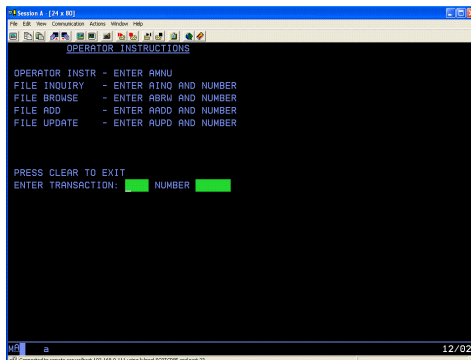 Session A - [24 x 80]
File Edit View Communication Actions Window Help
OPERATOR INSTRUCTIONS
OPERATOR INSTR - ENTER AMNU
FILE INQUIRY - ENTER AINQ AND NUMBER
FILE BROWSE - ENTER ABRW AND NUMBER
FILE ADD - ENTER AADD AND NUMBER
FILE UPDATE - ENTER AUPD AND NUMBER
PRESS CLEAR TO EXIT
ENTER TRANSACTION: NUMBER
MA a 12/02